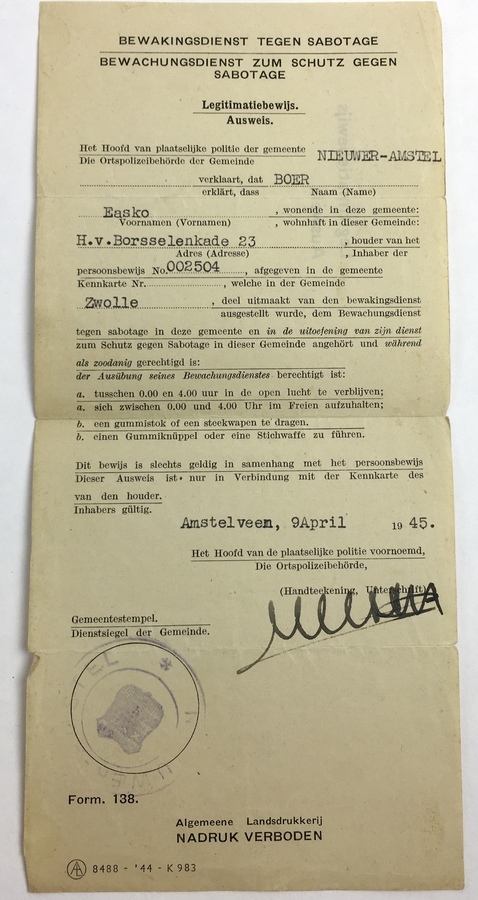 BEWAKINGSDIENST TEGEN SABOTAGE
BEWACHUNGSDIENST ZUM SCHUTZ GEGEN
SABOTAGE
Legitimatiebewijs.
Ausweis.
Het Hoofd van plaatselijke politie der gemeente NIEUWER-AMSTEL
Die Ortspolizeibehörde der Gemeinde
verklaart, dat BOER
erklärt, dass Naam (Name)
Easko , wonende in deze gemeente:
Voornamen (Vornamen) , wohnhaft in dieser Gemeinde:
H.v.Borsselenkade 23 , houder van het
Adres (Adresse) , Inhaber der
persoonsbewijs No. 002504 , afgegeven in de gemeente
Kennkarte Nr. , welche in der Gemeinde
Zwolle , deel uitmaakt van den bewakingsdienst
ausgestellt wurde, dem Bewachungsdienst
tegen sabotage in deze gemeente en in de uitoefening van zijn dienst
zum Schutz gegen Sabotage in dieser Gemeinde angehört und während
als zoodanig gerechtigd is:
der Ausübung seines Bewachungsdienstes berechtigt ist:
a. tusschen 0.00 en 4.00 uur in de open lucht te verblijven;
a. sich zwischen 0.00 und 4.00 Uhr im Freien aufzuhalten;
b. een gummistok of een steekwapen te dragen.
b. einen Gummiknüppel oder eine Stichwaffe zu führen.
Dit bewijs is slechts geldig in samenhang met het persoonsbewijs
Dieser Ausweis ist nur in Verbindung mit der Kennkarte des
van den houder.
Inhabers gültig.
Amstelveen, 9April 1945.
Het Hoofd van de plaatselijke politie voornoemd,
Die Ortspolizeibehörde,
(Handteekening, Unterschrift)
Gemeentestempel.
Dienstsiegel der Gemeinde.
Form. 138.
Algemeene Landsdrukkerij
NADRUK VERBODEN
8488 - '44 - K 983